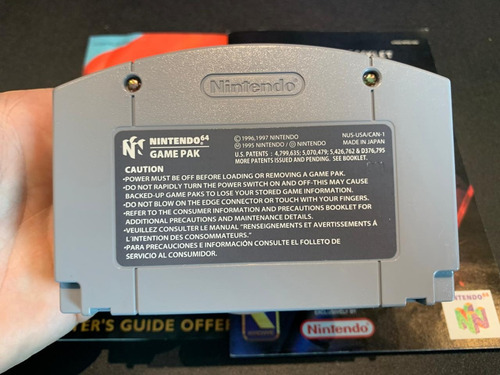 Nintendo
NINTENDO 64
GAME PAK
© 1996,1997 NINTENDO
Ⓜ 1995 NINTENDO /
NUS-USA/CAN-1
MADE IN JAPAN
U.S. PATENTS : 4,799,635; 5,070,479; 5,426,762 & D376,795
MORE PATENTS ISSUED AND PENDING. SEE BOOKLET.
CAUTION
•POWER MUST BE OFF BEFORE LOADING OR REMOVING A GAME PAK.
•DO NOT RAPIDLY TURN THE POWER SWITCH ON AND OFF-THIS MAY CAUSE
BACKED-UP GAME PAKS TO LOSE YOUR STORED GAME INFORMATION.
•DO NOT BLOW ON THE EDGE CONNECTOR OR TOUCH WITH YOUR FINGERS.
•REFER TO THE CONSUMER INFORMATION AND PRECAUTIONS BOOKLET FOR
ADDITIONAL PRECAUTIONS AND MAINTENANCE DETAILS.
•VEUILLEZ CONSULTER LE MANUAL "RENSEIGNEMENTS ET AVERTISSEMENTS À
L'INTENTION DES CONSOMMATEURS."
•PARA PRECAUCIONES E INFORMACIÓN CONSULTE EL FOLLETO DE
SERVICIO AL CONSUMIDOR.
TER'S GUIDE OFFE
Nintendo
NTENDO 64